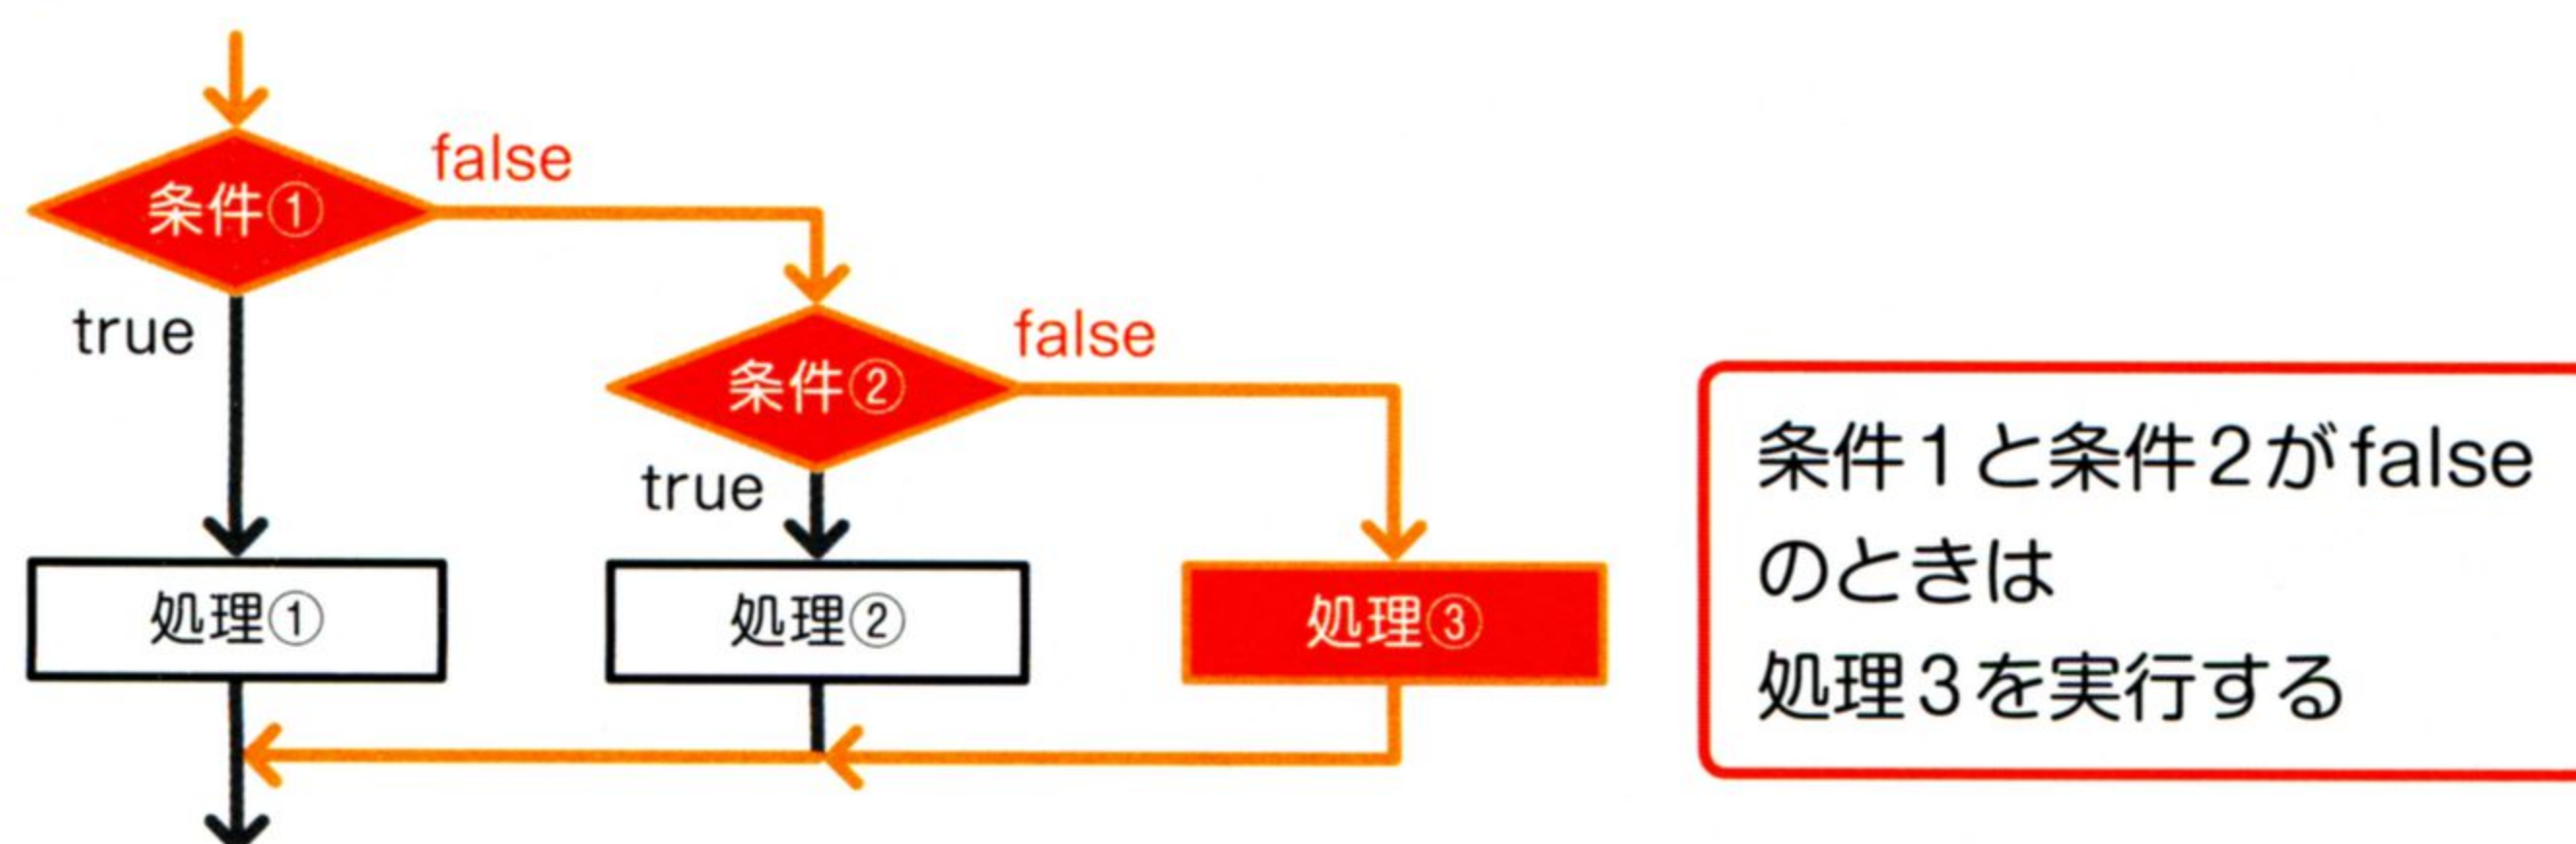 false
条件①
true
false
条件②
true
処理①
処理②
処理③
条件1と条件2がfalse
のときは
処理3を実行する